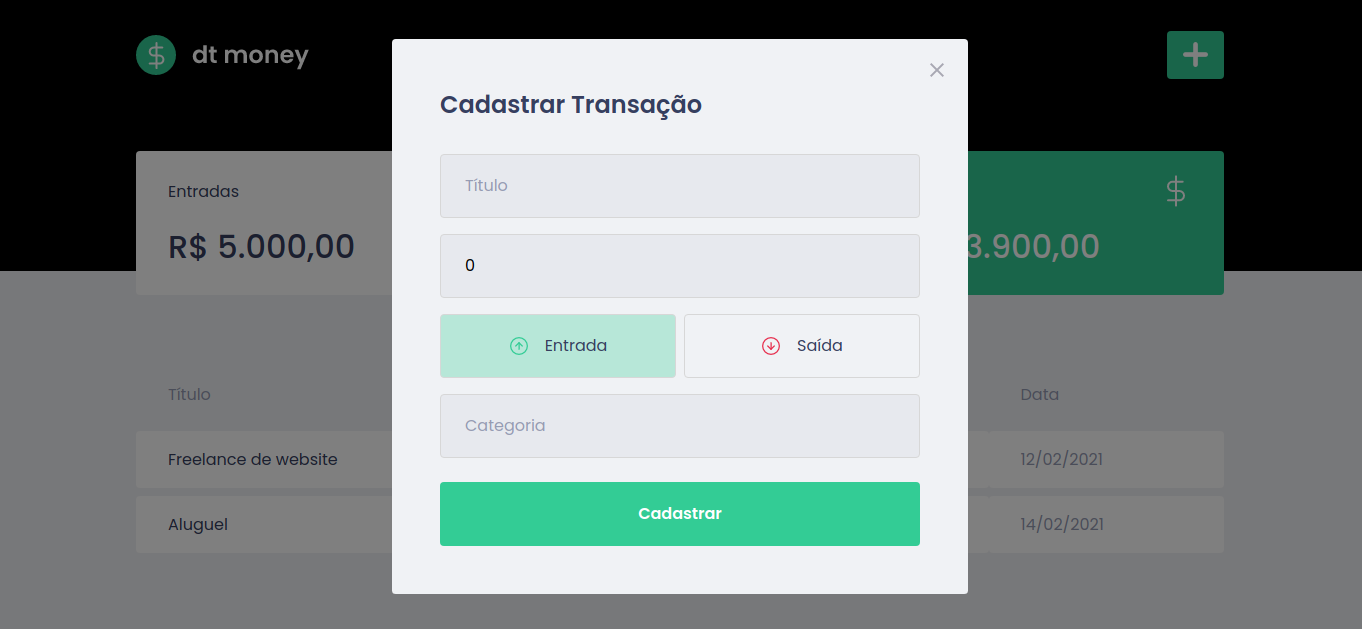 dt money
Cadastrar Transação
Título
0
Entrada
Saída
Categoria
Cadastrar
Entradas
R$ 5.000,00
$
3.900,00
Título
Data
Freelance de website
12/02/2021
Aluguel
14/02/2021